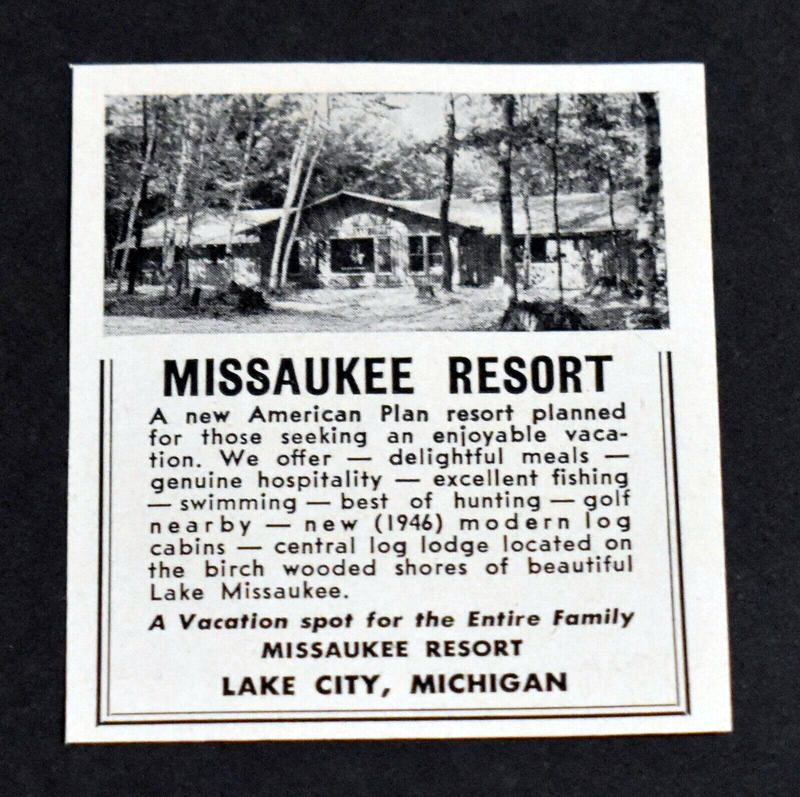 MISSAUKEE RESORT
A new American Plan resort planned
for those seeking an enjoyable vaca-
tion. We offer — delightful meals —
genuine hospitality — excellent fishing
— swimming — best of hunting — golf
nearby — new (1946) modern log
cabins — central log lodge located on
the birch wooded shores of beautiful
Lake Missaukee.
A Vacation spot for the Entire Family
MISSAUKEE RESORT
LAKE CITY, MICHIGAN